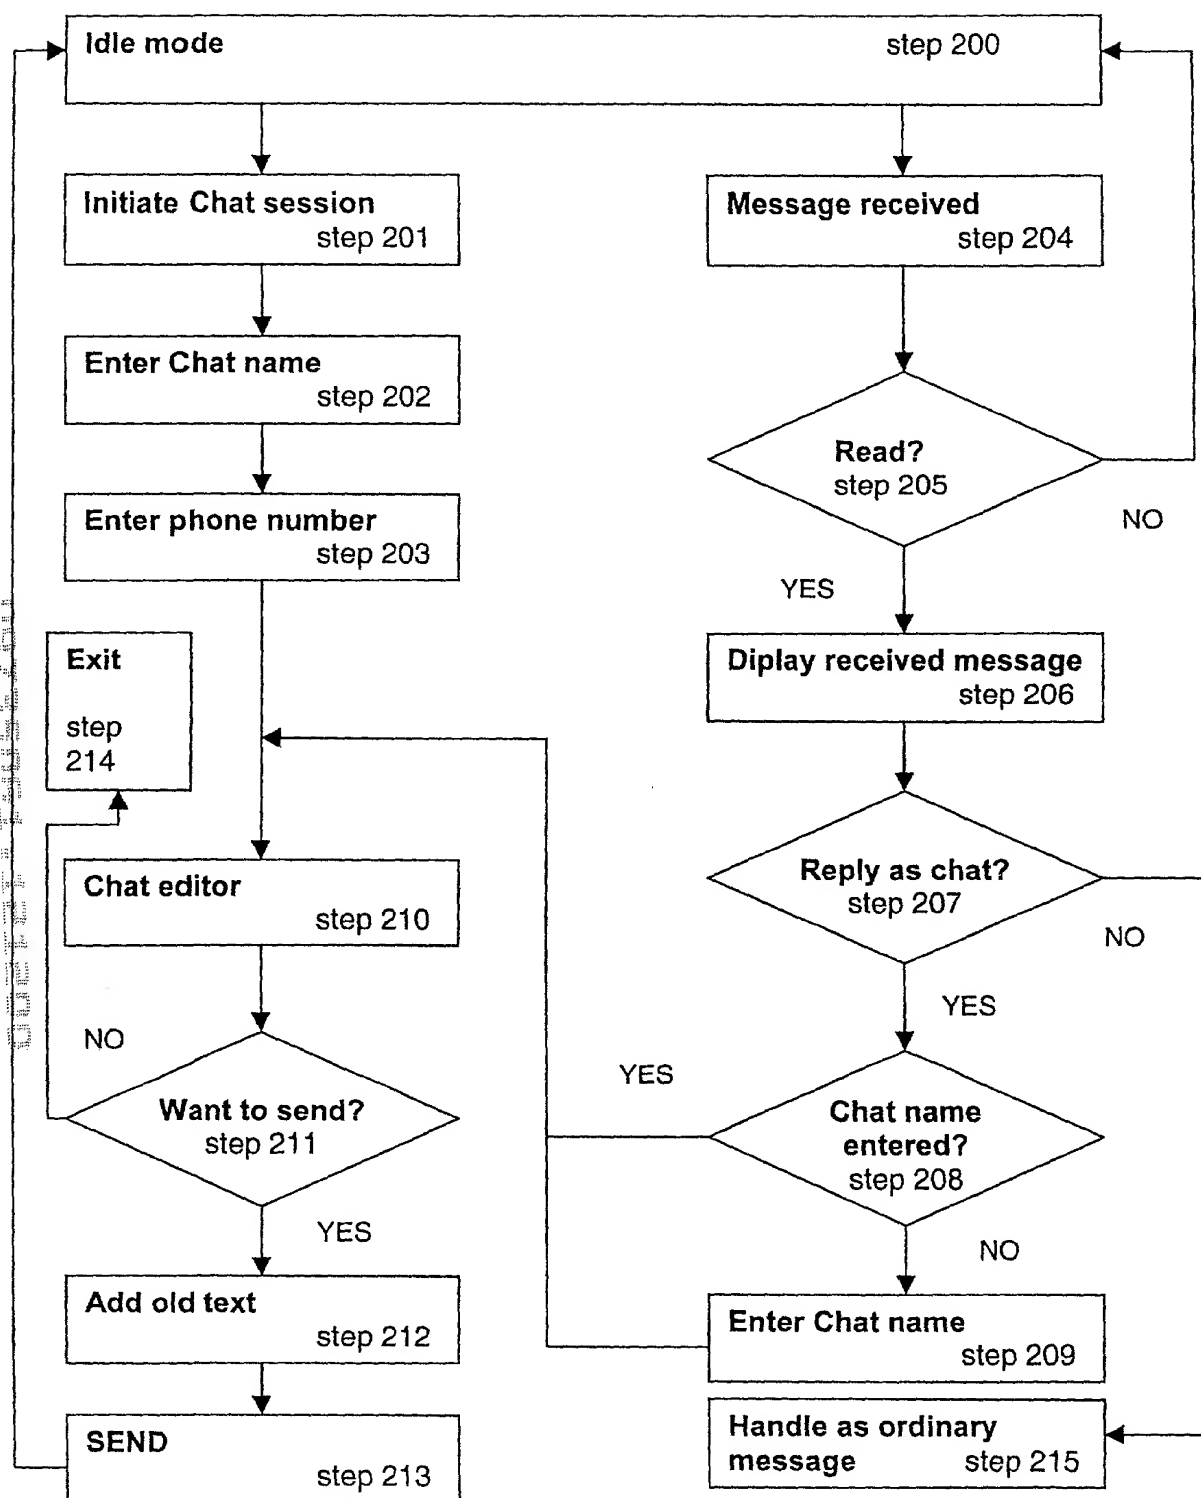 Idle mode step 200
Initiate Chat session
step 201
Enter Chat name
step 202
Enter phone number
step 203
Exit
step
214
Chat editor
step 210
NO
Want to send?
step 211
YES
Add old text
step 212
SEND
step 213
Message received
step 204
Read?
step 205
NO
YES
Diplay received message
step 206
Reply as chat?
step 207
NO
YES
YES
Chat name
entered?
step 208
NO
Enter Chat name
step 209
Handle as ordinary
message step 215